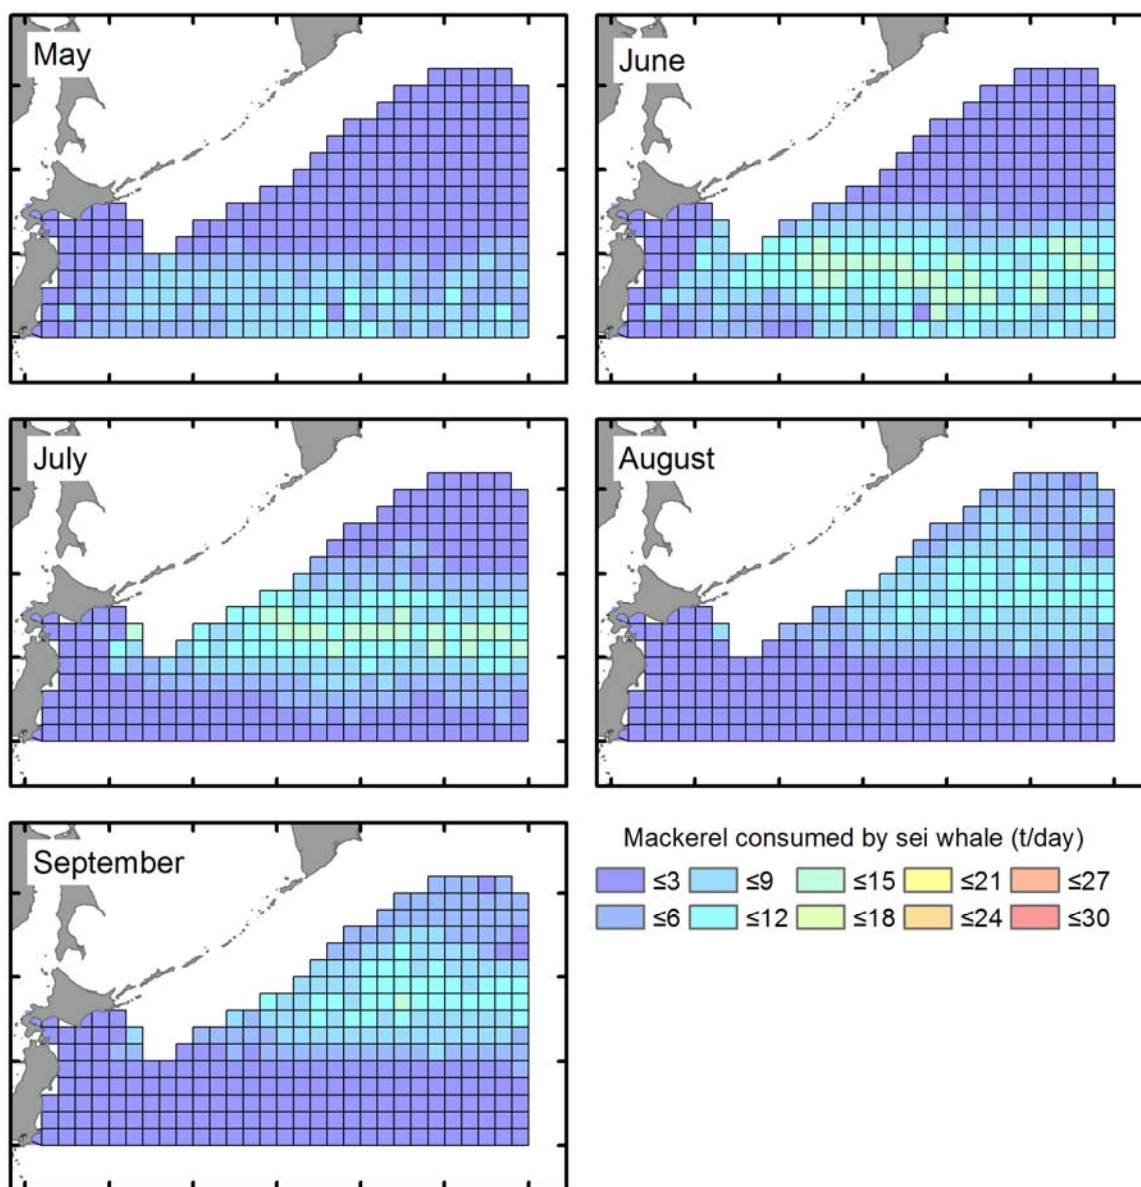 May
June
July
August
September
Mackerel consumed by sei whale (t/day)
≤3 ≤9 ≤15 ≤21 ≤27
≤6 ≤12 ≤18 ≤24 ≤30